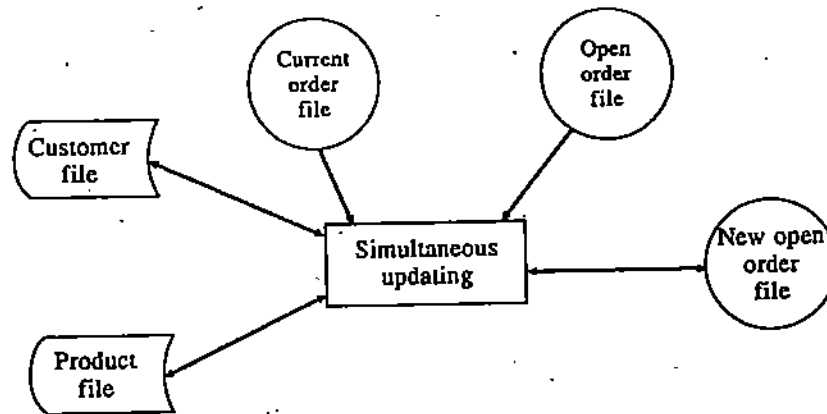 Current
order
file
Open
order
file
Customer
file
Simultaneous
updating
New open
order
file
Product
file